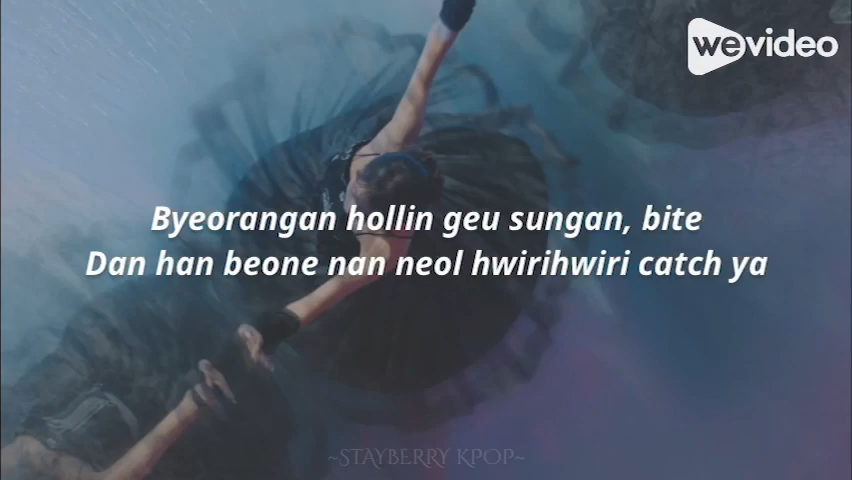 wevideo
Byeorangan hollin geu sungan, bite
Dan han beone nan neol hwirihwiri catch ya
~STAYBERRY KPOP~